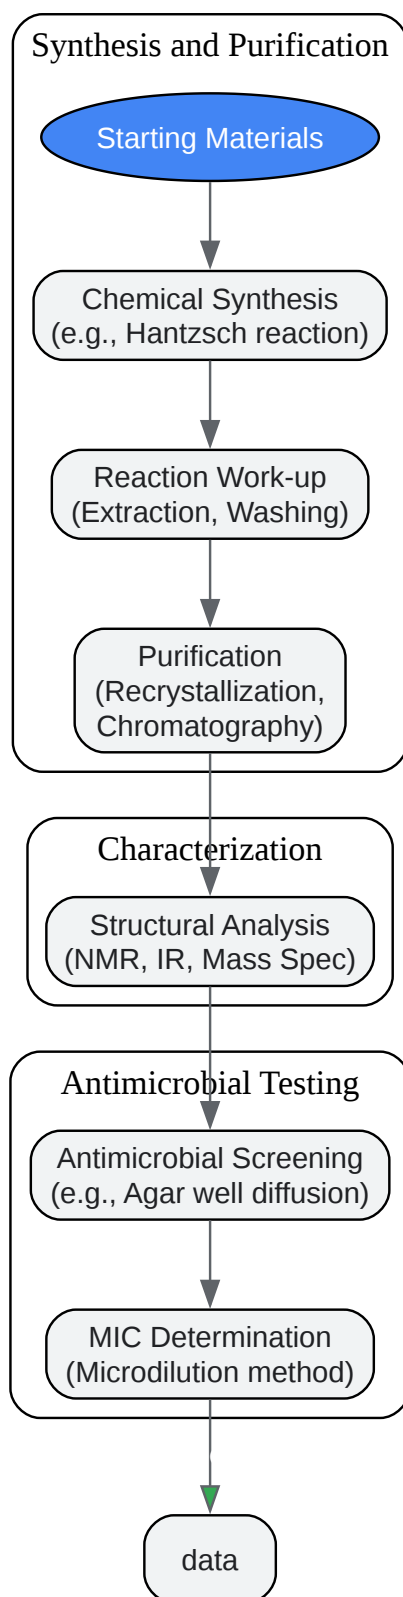 Synthesis and Purification
Starting Materials
Chemical Synthesis
(e.g., Hantzsch reaction)
Reaction Work-up
(Extraction, Washing)
Purification
(Recrystallization,
Chromatography)
Characterization
Structural Analysis
(NMR, IR, Mass Spec)
Antimicrobial Testing
Antimicrobial Screening
(e.g., Agar well diffusion)
MIC Determination
(Microdilution method)
data